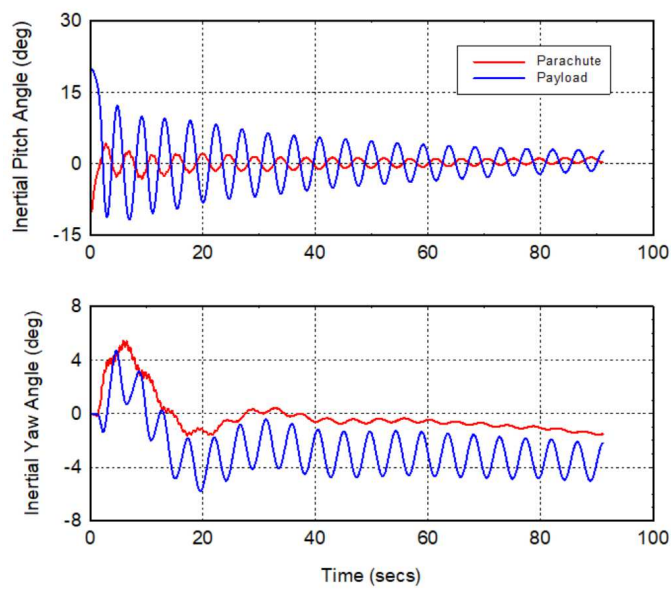 Inertial Pitch Angle (deg)
30
15
0
-15
Parachute
Payload
0 20 40 60 80 100
Inertial Yaw Angle (deg)
8
4
0
-4
-8
0 20 40 60 80 100
Time (secs)